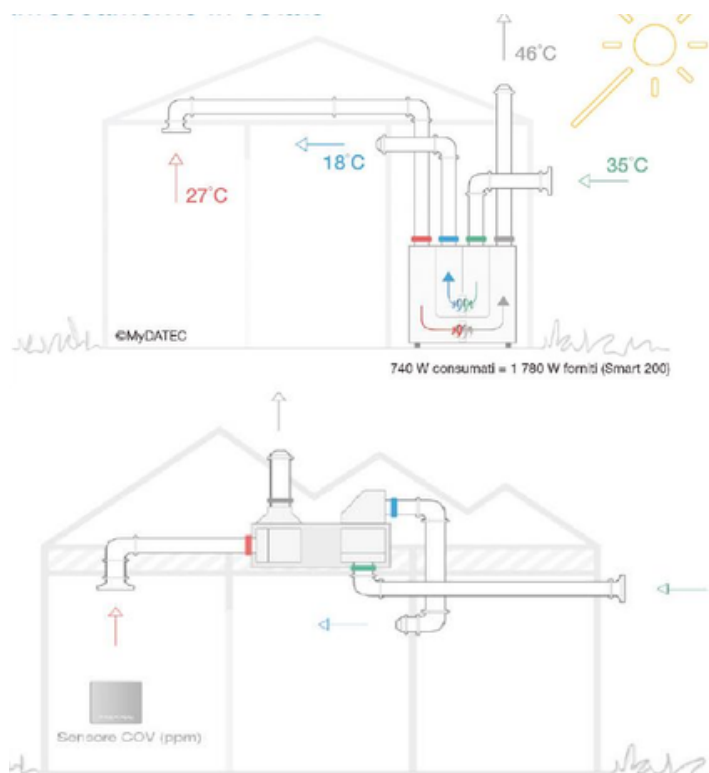 46°C
18°C
35°C
27°C
©MyDATEC
740 W consumati = 1 780 W forniti (Smart 200)
Sensore COV (ppm)